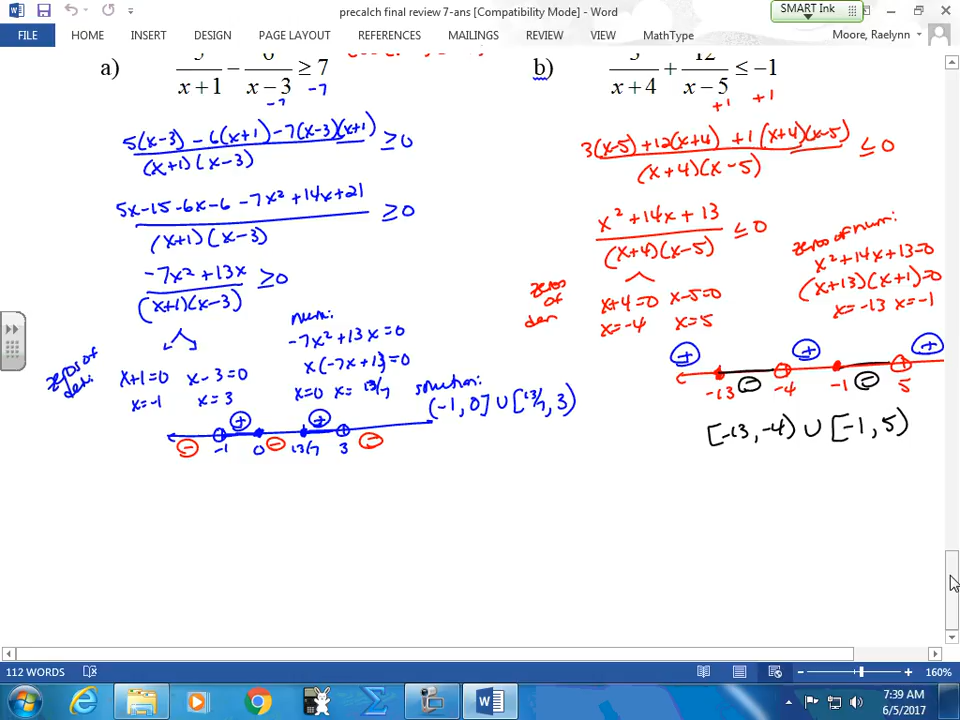 precalch final review 7-ans [Compatibility Mode] - Word
SMART Ink
FILE HOME INSERT DESIGN PAGE LAYOUT REFERENCES MAILINGS REVIEW VIEW MathType Moore, Raelynn
a) 5/(x+1) − 6/(x−3) ≥ 7
-7 -7
5(x-3) - 6(x+1) - 7(x-3)(x+1) / (x+1)(x-3) ≥ 0
5x-15-6x-6-7x²+14x+21 / (x+1)(x-3) ≥ 0
-7x²+13x / (x+1)(x-3) ≥ 0
zeros of den:
x+1=0 x-3=0
x=-1 x=3
num:
-7x²+13x=0
x(-7x+13)=0
x=0 x=13/7
solution:
(-1, 0] ∪ [13/7, 3)
− + − + −
-1 0 13/7 3
b) 3/(x+4) + 12/(x−5) ≤ −1
+1 +1
3(x-5)+12(x+4)+1(x+4)(x-5) / (x+4)(x-5) ≤ 0
x²+14x+13 / (x+4)(x-5) ≤ 0
zeros of den
x+4=0 x-5=0
x=-4 x=5
zeros of num:
x²+14x+13=0
(x+13)(x+1)=0
x=-13 x=-1
+ − + − +
-13 -4 -1 5
[-13, -4) ∪ [-1, 5)
112 WORDS
160%
7:39 AM
6/5/2017